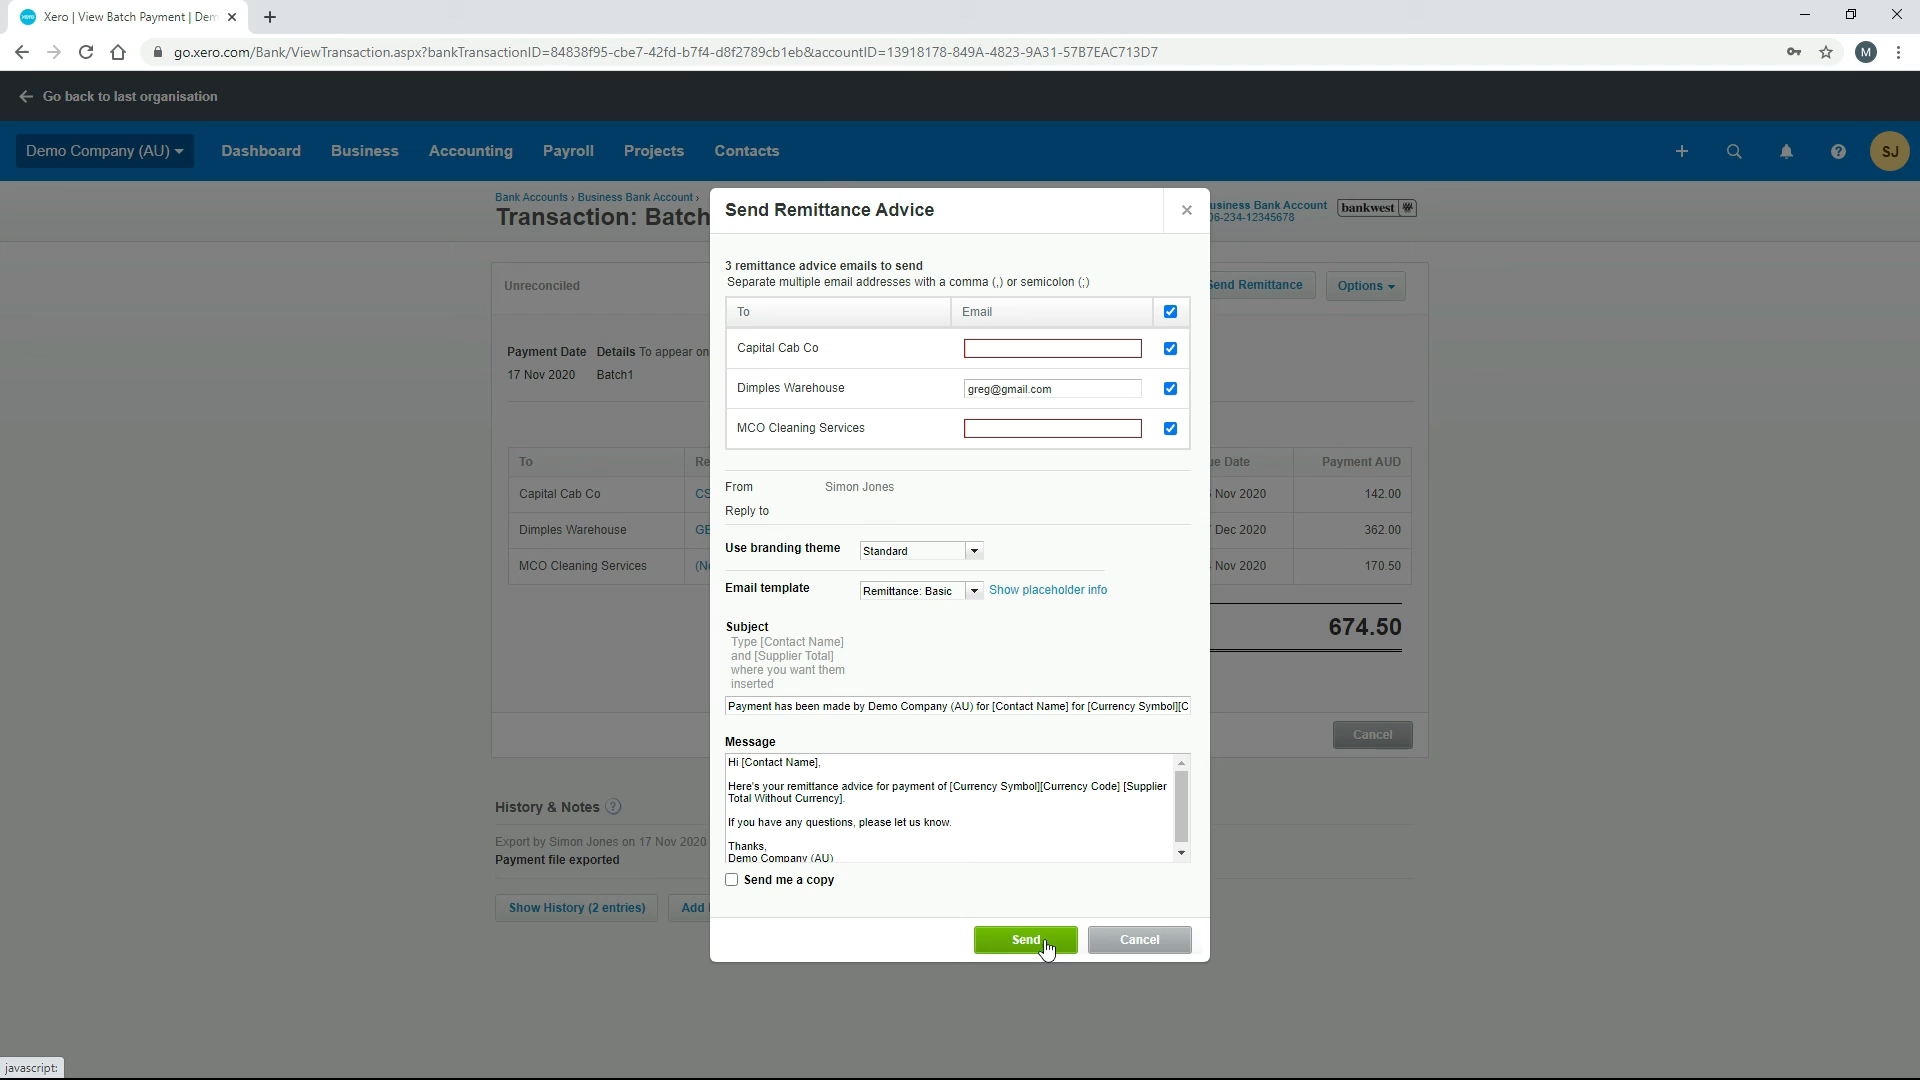 Xero | View Batch Payment | Dem
go.xero.com/Bank/ViewTransaction.aspx?bankTransactionID=84838f95-cbe7-42fd-b7f4-d8f2789cb1eb&accountID=13918178-849A-4823-9A31-57B7EAC713D7
M
Go back to last organisation
Demo Company (AU) Dashboard Business Accounting Payroll Projects Contacts SJ
Bank Accounts › Business Bank Account ›
Transaction: Batch
usiness Bank Account
06-234-12345678
bankwest
Send Remittance Advice
Unreconciled
Send Remittance
Options
3 remittance advice emails to send
Separate multiple email addresses with a comma (,) or semicolon (;)
To Email
Capital Cab Co
Dimples Warehouse greg@gmail.com
MCO Cleaning Services
Payment Date Details To appear on
17 Nov 2020 Batch1
To Re ue Date Payment AUD
Capital Cab Co CS Nov 2020 142.00
Dimples Warehouse GE Dec 2020 362.00
MCO Cleaning Services (No Nov 2020 170.50
674.50
Cancel
From Simon Jones
Reply to
Use branding theme Standard
Email template Remittance: Basic Show placeholder info
Subject
Type [Contact Name]
and [Supplier Total]
where you want them
inserted
Payment has been made by Demo Company (AU) for [Contact Name] for [Currency Symbol][C
Message
Hi [Contact Name],
Here's your remittance advice for payment of [Currency Symbol][Currency Code] [Supplier
Total Without Currency].
If you have any questions, please let us know.
Thanks,
Demo Company (AU)
Send me a copy
Send Cancel
History & Notes ?
Export by Simon Jones on 17 Nov 2020
Payment file exported
Show History (2 entries) Add
javascript: